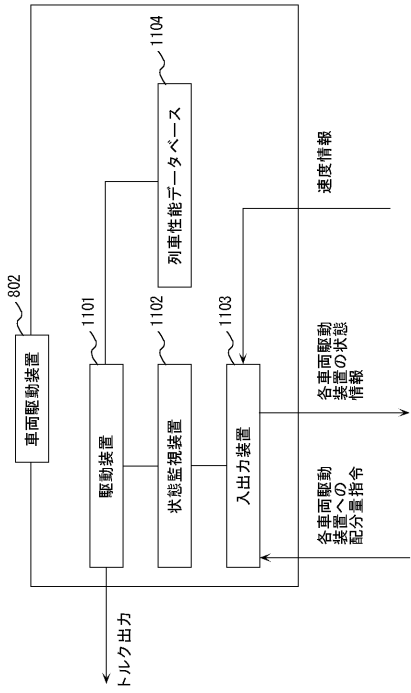 車両駆動装置
802
駆動装置
1101
状態監視装置
1102
入出力装置
1103
列車性能データベース
1104
トルク出力
各車両駆動
装置への
配分量指令
各車両駆動
装置の状態
情報
速度情報